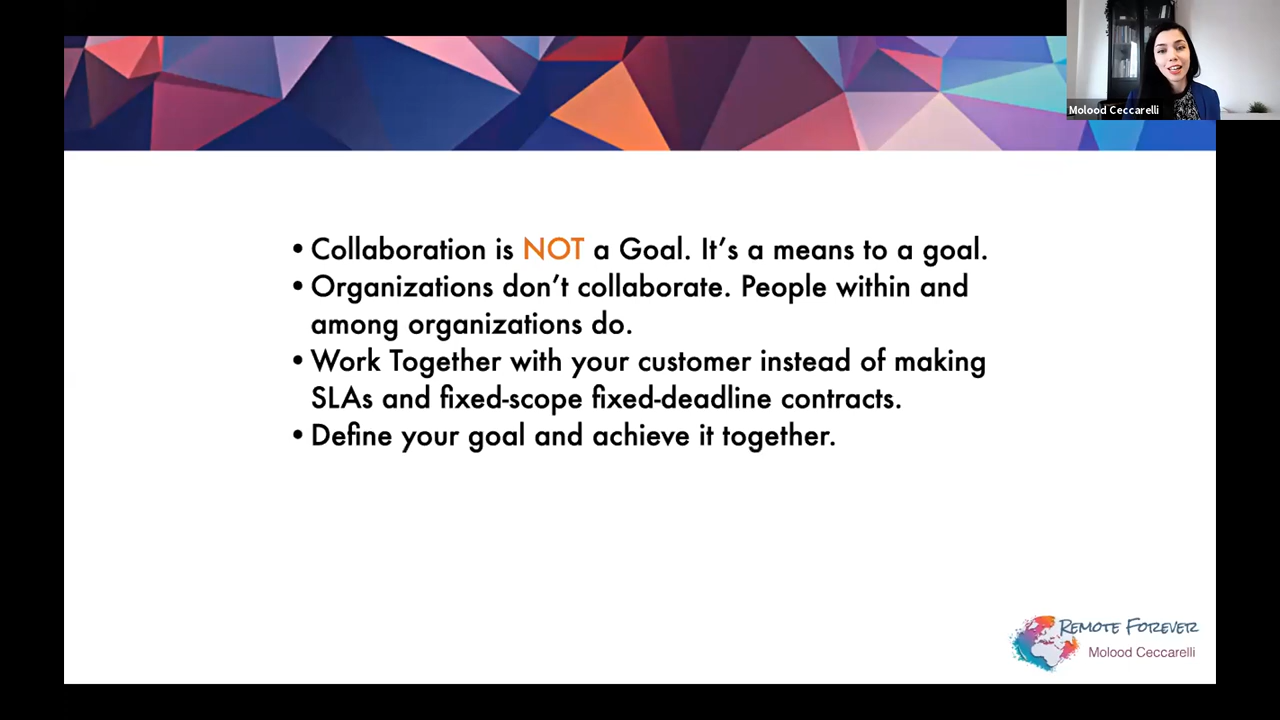 Molood Ceccarelli
• Collaboration is NOT a Goal. It’s a means to a goal.
• Organizations don’t collaborate. People within and
among organizations do.
• Work Together with your customer instead of making
SLAs and fixed-scope fixed-deadline contracts.
• Define your goal and achieve it together.
REMOTE FOREVER
Molood Ceccarelli